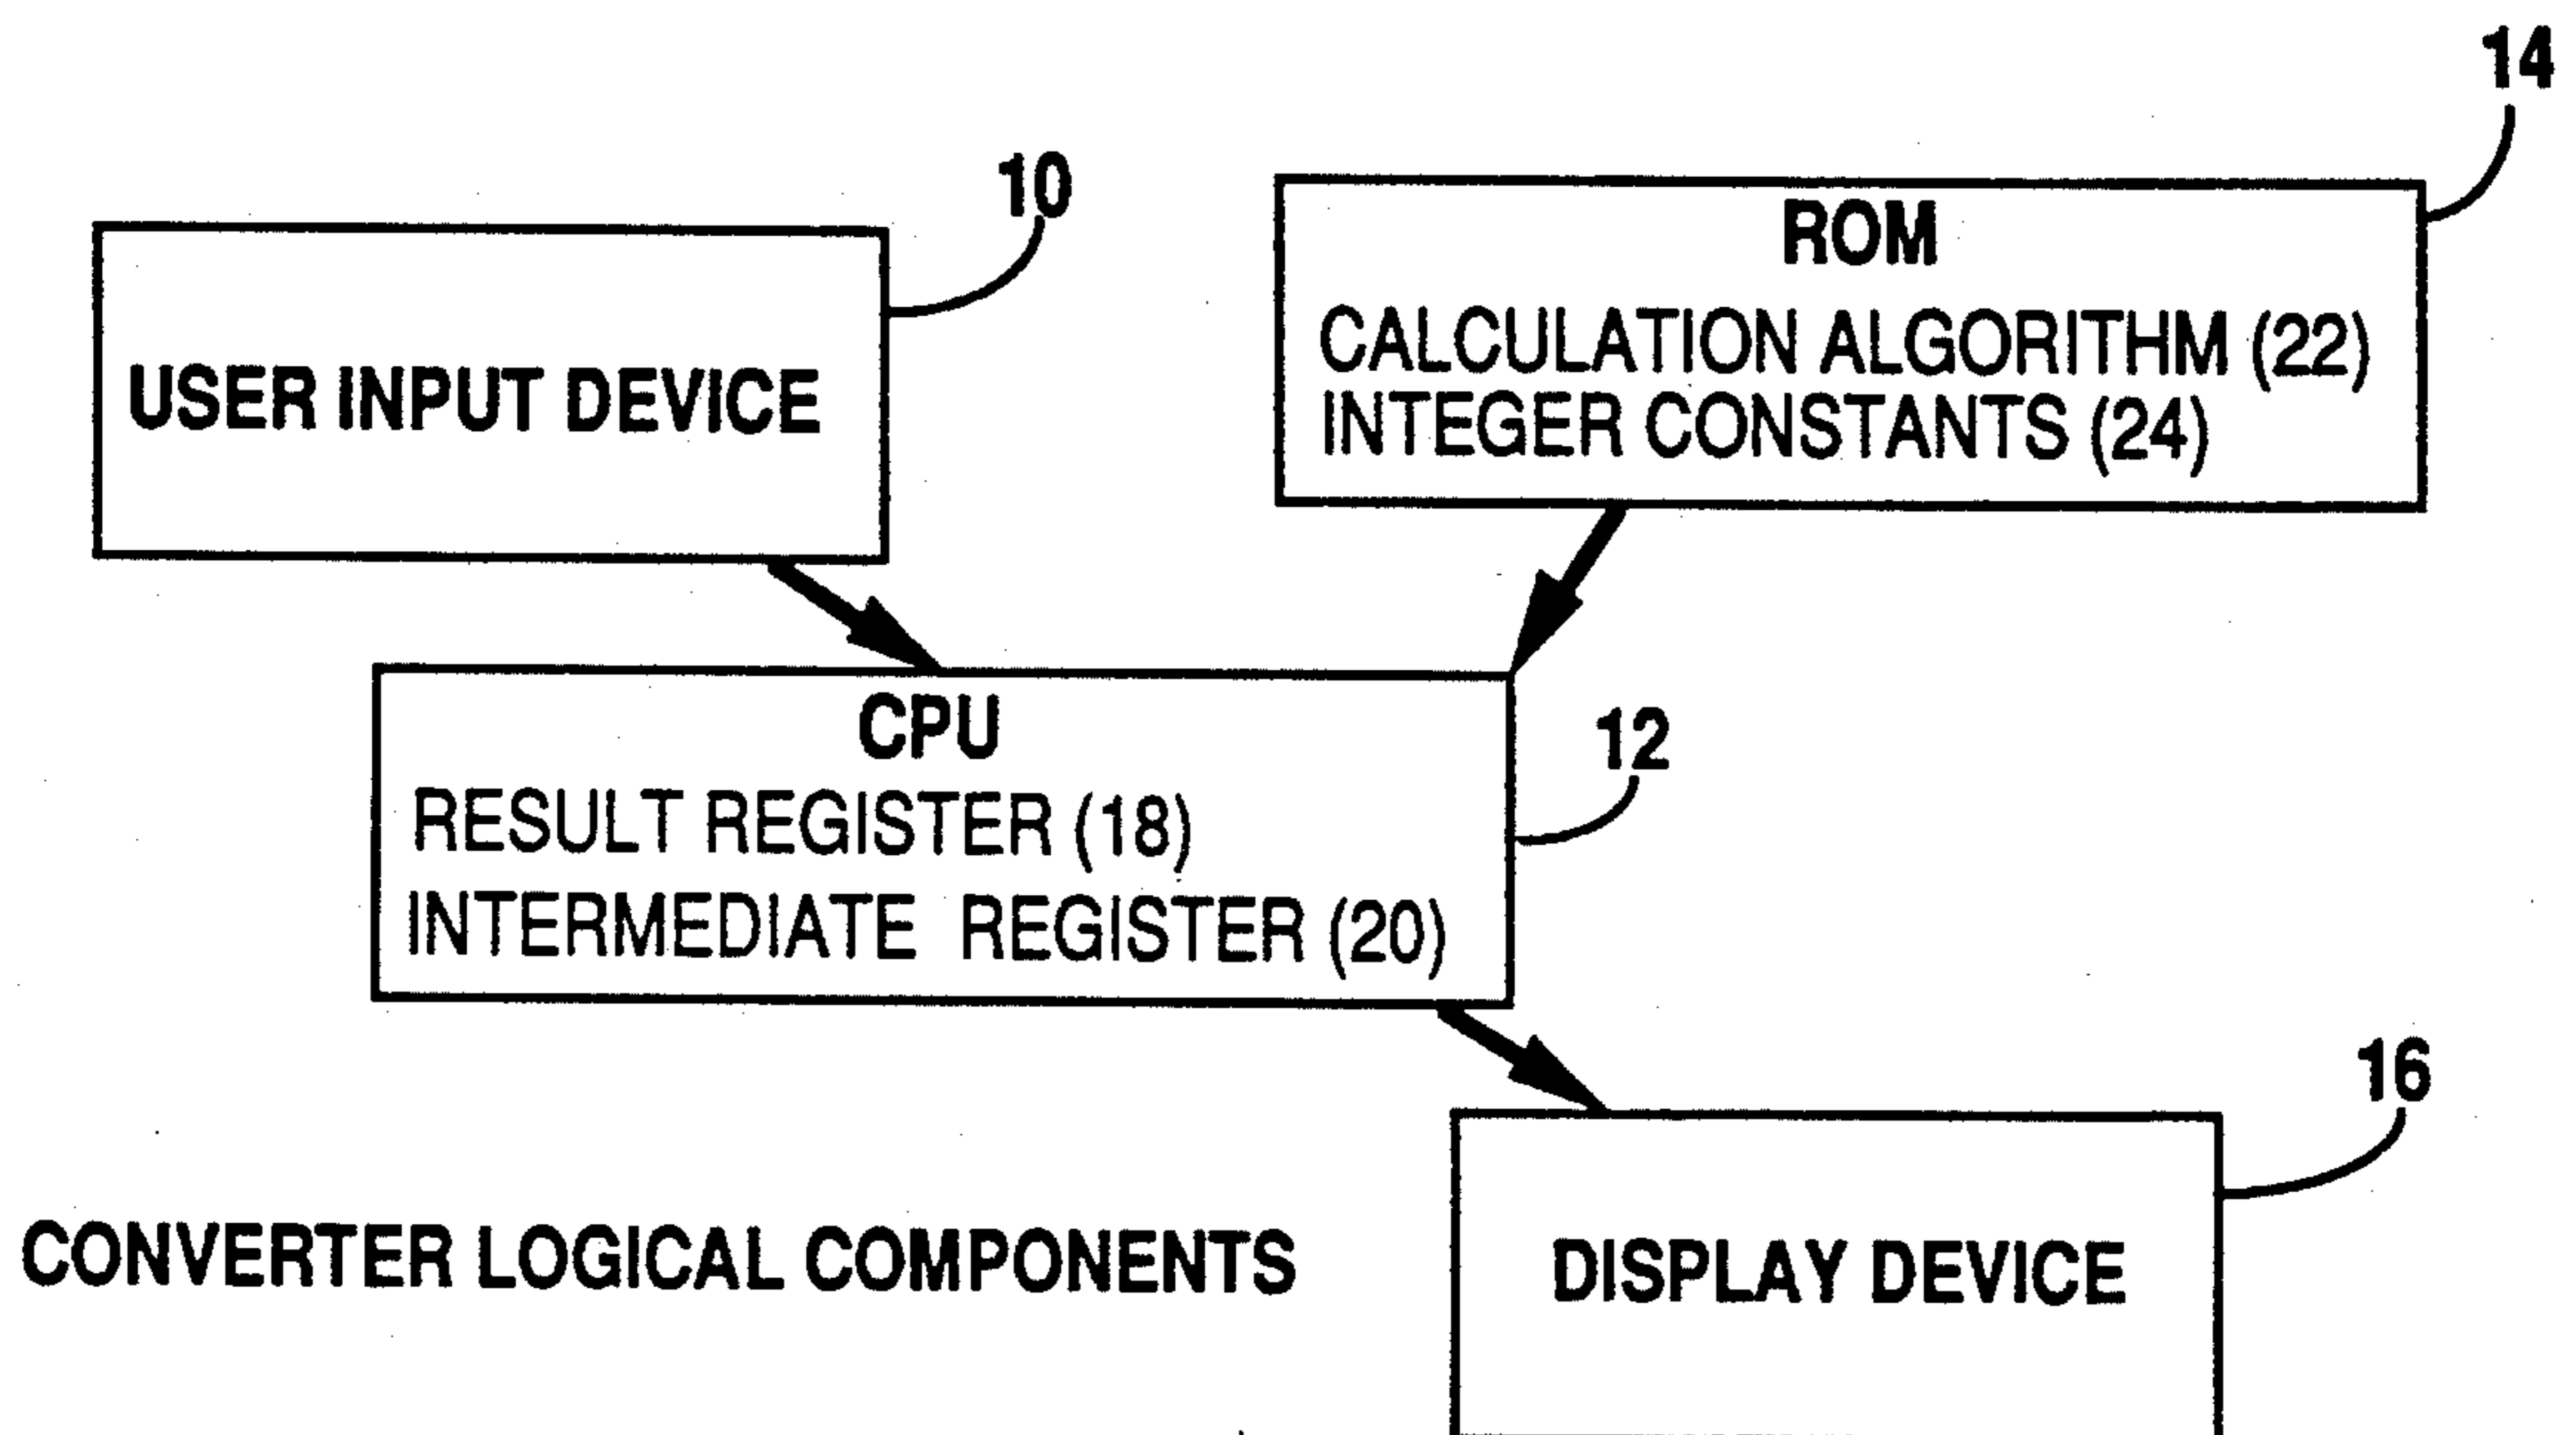 14
10
ROM
CALCULATION ALGORITHM (22)
INTEGER CONSTANTS (24)
USER INPUT DEVICE
CPU
RESULT REGISTER (18)
INTERMEDIATE REGISTER (20)
12
16
CONVERTER LOGICAL COMPONENTS
DISPLAY DEVICE